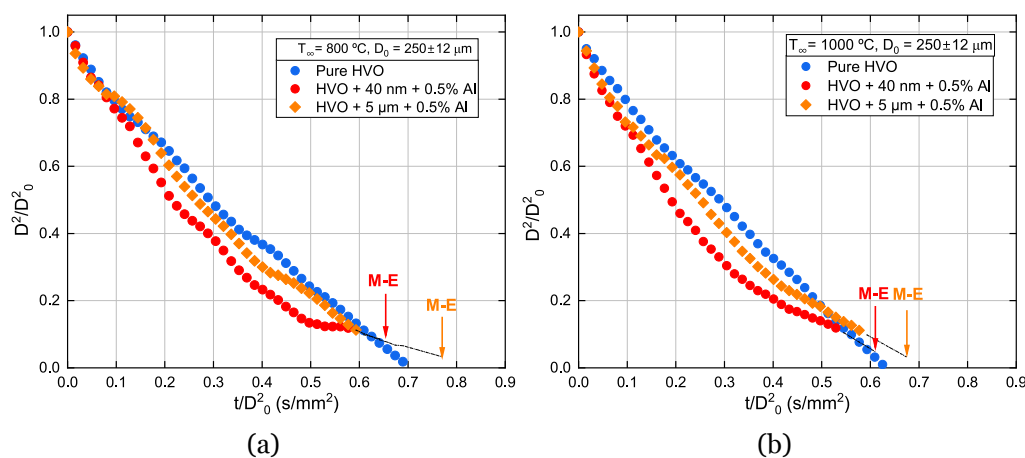 1.0
0.8
0.6
0.4
0.2
0.0
D²/D²₀
T∞= 800 ºC, D₀ = 250±12 μm
Pure HVO
HVO + 40 nm + 0.5% Al
HVO + 5 μm + 0.5% Al
M-E
M-E
0.0 0.1 0.2 0.3 0.4 0.5 0.6 0.7 0.8 0.9
t/D²₀ (s/mm²)
(a)
1.0
0.8
0.6
0.4
0.2
0.0
D²/D²₀
T∞= 1000 ºC, D₀ = 250±12 μm
Pure HVO
HVO + 40 nm + 0.5% Al
HVO + 5 μm + 0.5% Al
M-E M-E
0.0 0.1 0.2 0.3 0.4 0.5 0.6 0.7 0.8 0.9
t/D²₀ (s/mm²)
(b)